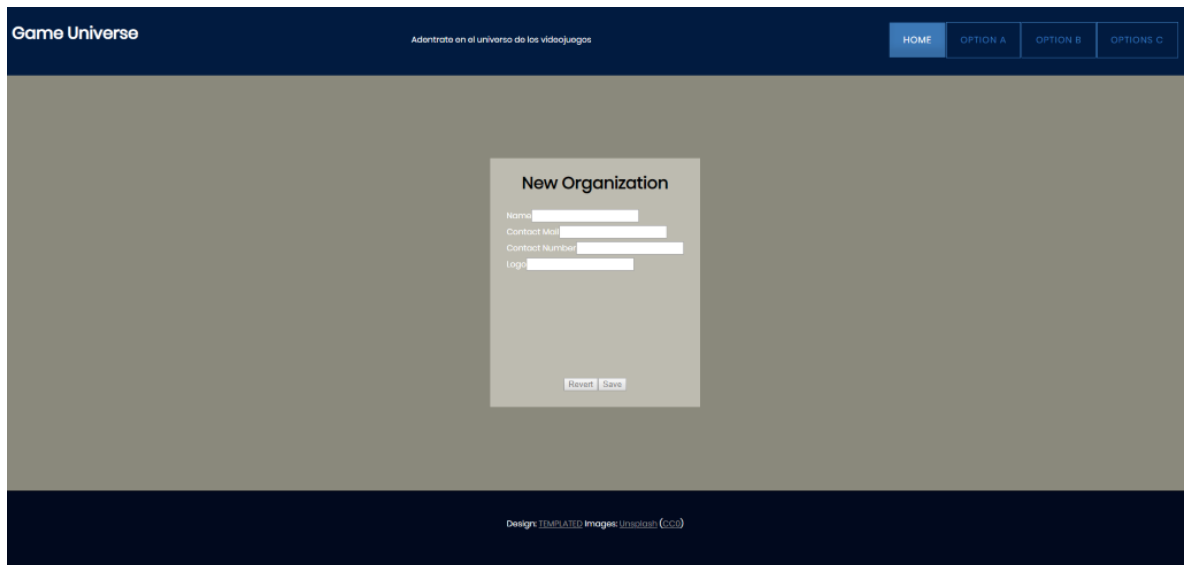 Game Universe
Adentrate en el universo de los videojuegos
HOME
OPTION A
OPTION B
OPTIONS C
New Organization
Name
Contact Mail
Contact Number
Logo
Revert
Save
Design: TEMPLATED Images: Unsplash (CC0)